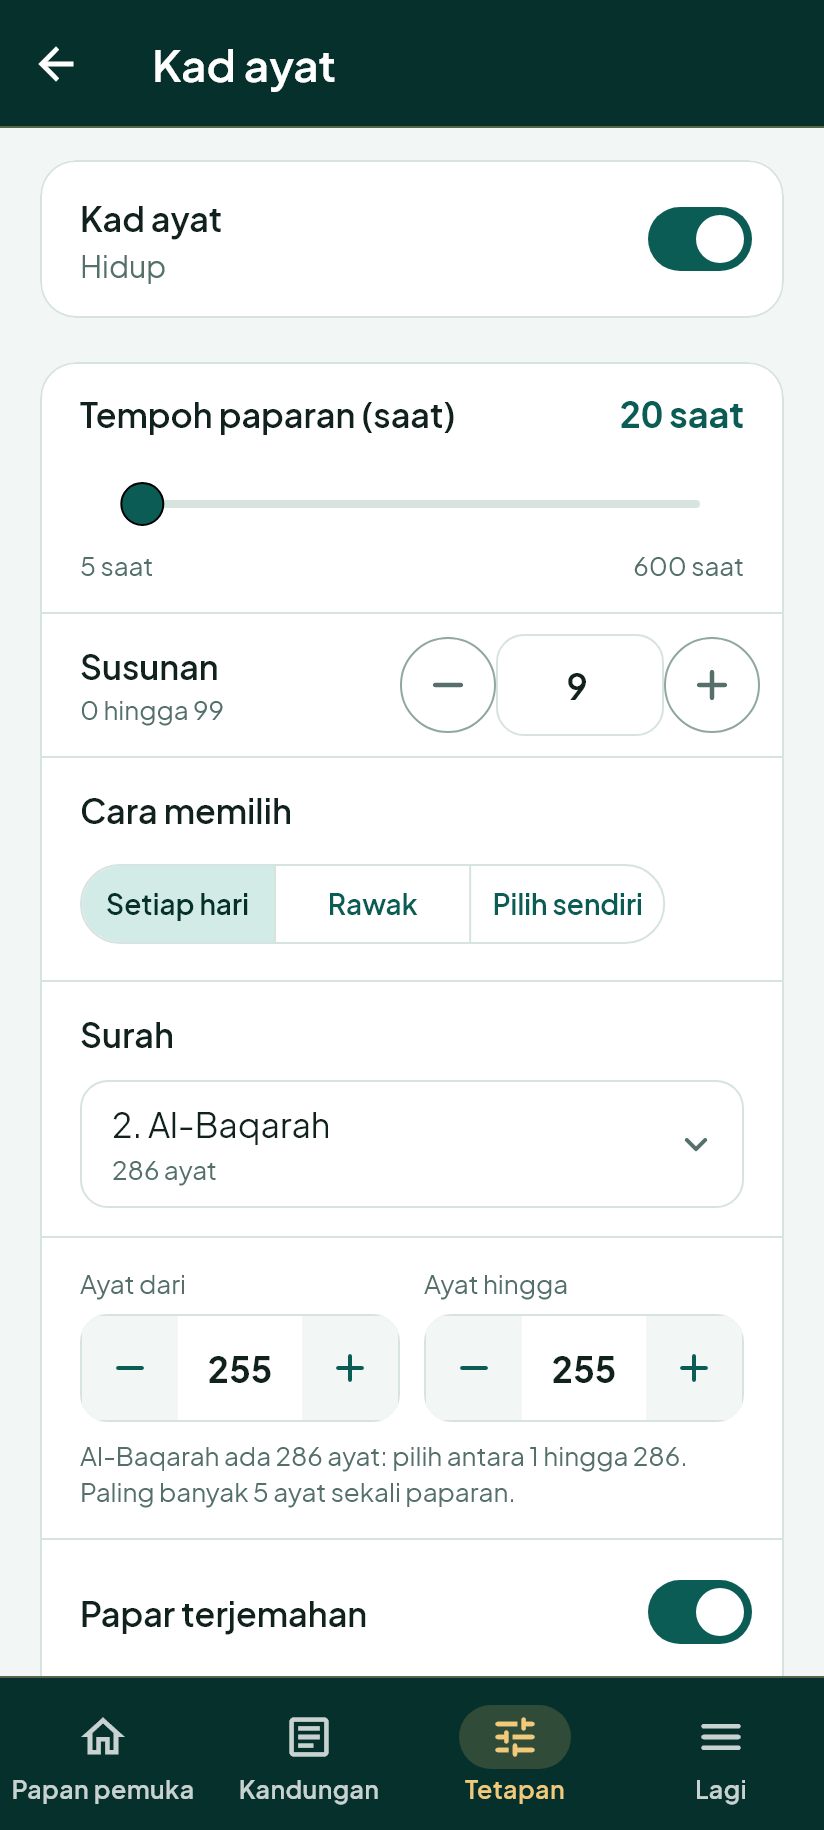 Kad ayat
Kad ayat
Hidup
Tempoh paparan (saat)
20 saat
5 saat
600 saat
Susunan
0 hingga 99
9
Cara memilih
Setiap hari
Rawak
Pilih sendiri
Surah
2. Al-Baqarah
286 ayat
Ayat dari
Ayat hingga
255
255
Al-Baqarah ada 286 ayat: pilih antara 1 hingga 286.
Paling banyak 5 ayat sekali paparan.
Papar terjemahan
Papan pemuka
Kandungan
Tetapan
Lagi